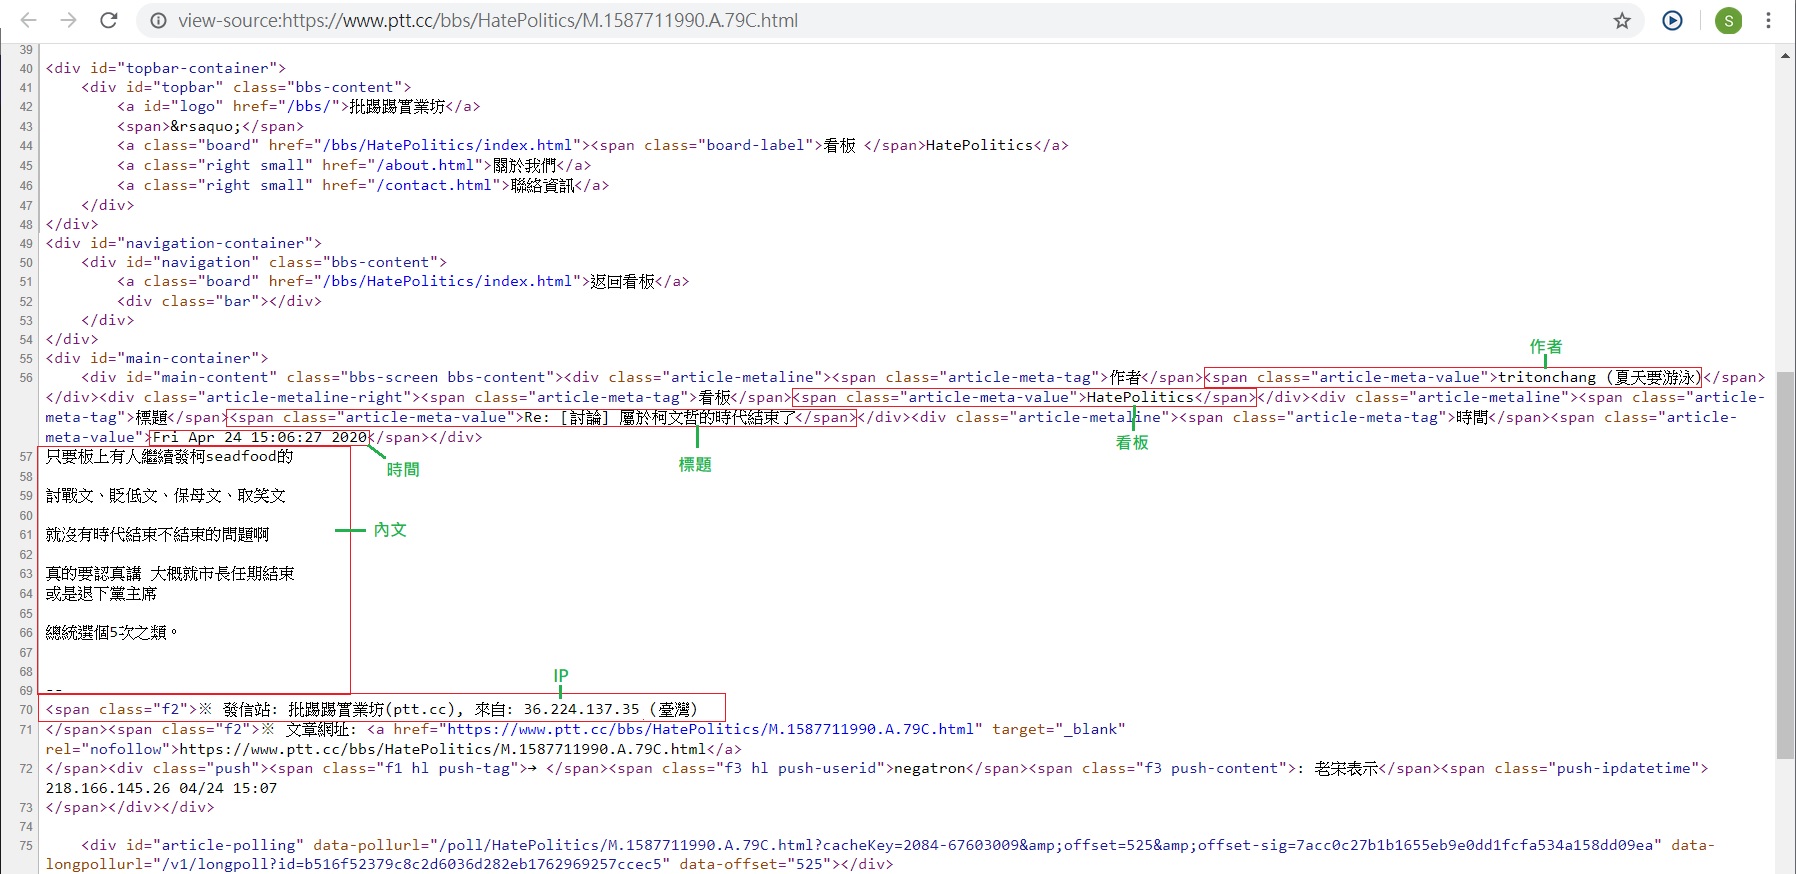 view-source:https://www.ptt.cc/bbs/HatePolitics/M.1587711990.A.79C.html
S
39
40 <div id="topbar-container">
41 <div id="topbar" class="bbs-content">
42 <a id="logo" href="/bbs/">批踢踢實業坊</a>
43 <span>&rsaquo;</span>
44 <a class="board" href="/bbs/HatePolitics/index.html"><span class="board-label">看板 </span>HatePolitics</a>
45 <a class="right small" href="/about.html">關於我們</a>
46 <a class="right small" href="/contact.html">聯絡資訊</a>
47 </div>
48 </div>
49 <div id="navigation-container">
50 <div id="navigation" class="bbs-content">
51 <a class="board" href="/bbs/HatePolitics/index.html">返回看板</a>
52 <div class="bar"></div>
53 </div>
54 </div>
55 <div id="main-container">
作者
56 <div id="main-content" class="bbs-screen bbs-content"><div class="article-metaline"><span class="article-meta-tag">作者</span><span class="article-meta-value">tritonchang (夏天要游泳)</span>
</div><div class="article-metaline-right"><span class="article-meta-tag">看板</span><span class="article-meta-value">HatePolitics</span></div><div class="article-metaline"><span class="article-
meta-tag">標題</span><span class="article-meta-value">Re: [討論] 屬於柯文哲的時代結束了</span></div><div class="article-metaline"><span class="article-meta-tag">時間</span><span class="article-
meta-value">Fri Apr 24 15:06:27 2020</span></div>
看板
標題
時間
57 只要板上有人繼續發柯seadfood的
58
59 討戰文、貶低文、保母文、取笑文
60
61 就沒有時代結束不結束的問題啊
內文
62
63 真的要認真講 大概就市長任期結束
64 或是退下黨主席
65
66 總統選個5次之類。
67
68
IP
69 --
70 <span class="f2">※ 發信站: 批踢踢實業坊(ptt.cc), 來自: 36.224.137.35 (臺灣)
71 </span><span class="f2">※ 文章網址: <a href="https://www.ptt.cc/bbs/HatePolitics/M.1587711990.A.79C.html" target="_blank"
rel="nofollow">https://www.ptt.cc/bbs/HatePolitics/M.1587711990.A.79C.html</a>
72 </span><div class="push"><span class="f1 hl push-tag">→ </span><span class="f3 hl push-userid">negatron</span><span class="f3 push-content">: 老宋表示</span><span class="push-ipdatetime">
218.166.145.26 04/24 15:07
73 </span></div></div>
74
75 <div id="article-polling" data-pollurl="/poll/HatePolitics/M.1587711990.A.79C.html?cacheKey=2084-67603009&amp;offset=525&amp;offset-sig=7acc0c27b1b1655eb9e0dd1fcfa534a158dd09ea" data-
longpollurl="/v1/longpoll?id=b516f52379c8c2d6036d282eb1762969257ccec5" data-offset="525"></div>